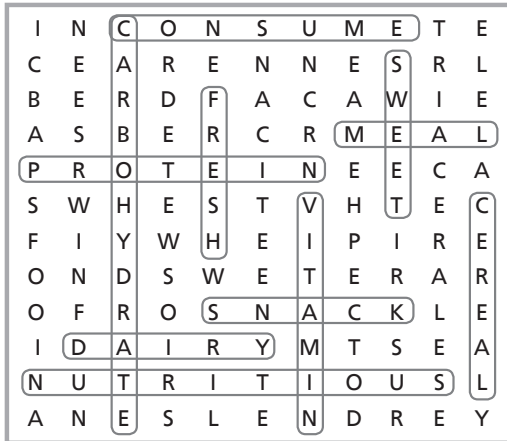 I N C O N S U M E T E
C E A R E N N E S R L
B E R D F A C A W I E
A S B E R C R M E A L
P R O T E I N E E C A
S W H E S T V H T E C
F I Y W H E I P I R E
O N D S W E T E R A R
O F R O S N A C K L E
I D A I R Y M T S E A
N U T R I T I O U S L
A N E S L E N D R E Y